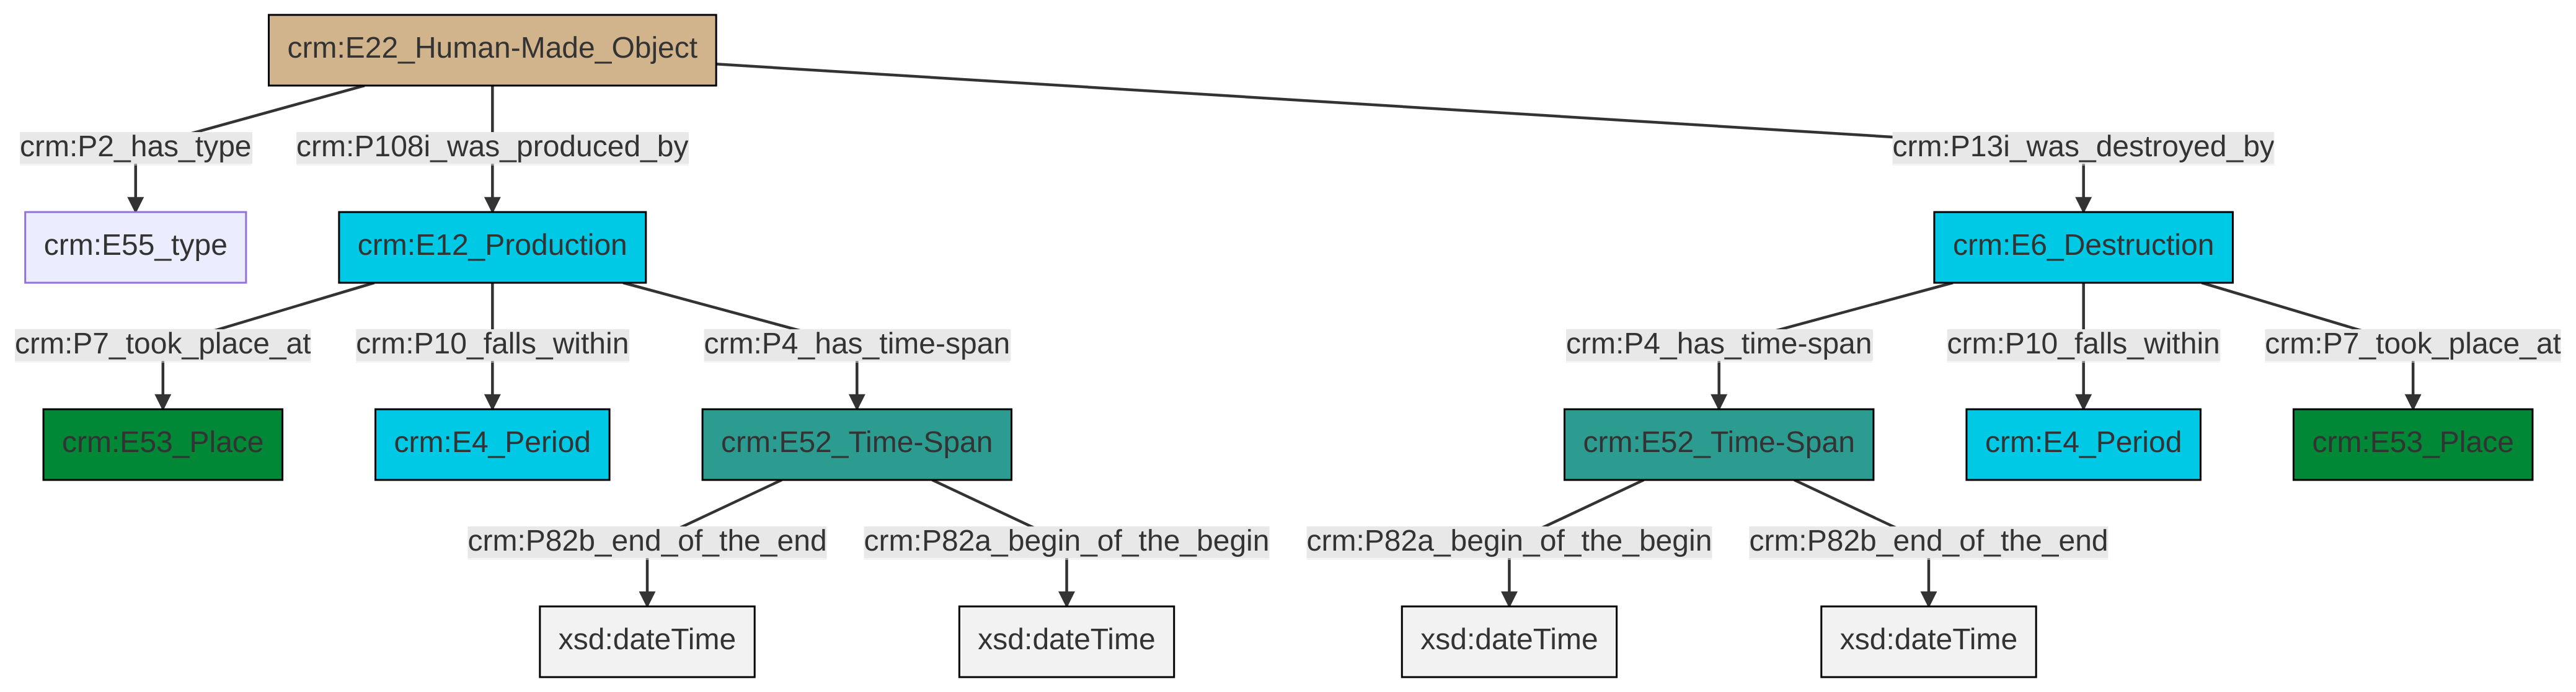 crm:E22_Human-Made_Object
crm:P2_has_type
crm:P108i_was_produced_by
crm:P13i_was_destroyed_by
crm:E55_type
crm:E12_Production
crm:E6_Destruction
crm:P7_took_place_at
crm:P10_falls_within
crm:P4_has_time-span
crm:P4_has_time-span
crm:P10_falls_within
crm:P7_took_place_at
crm:E53_Place
crm:E4_Period
crm:E52_Time-Span
crm:E52_Time-Span
crm:E4_Period
crm:E53_Place
crm:P82b_end_of_the_end
crm:P82a_begin_of_the_begin
crm:P82a_begin_of_the_begin
crm:P82b_end_of_the_end
xsd:dateTime
xsd:dateTime
xsd:dateTime
xsd:dateTime